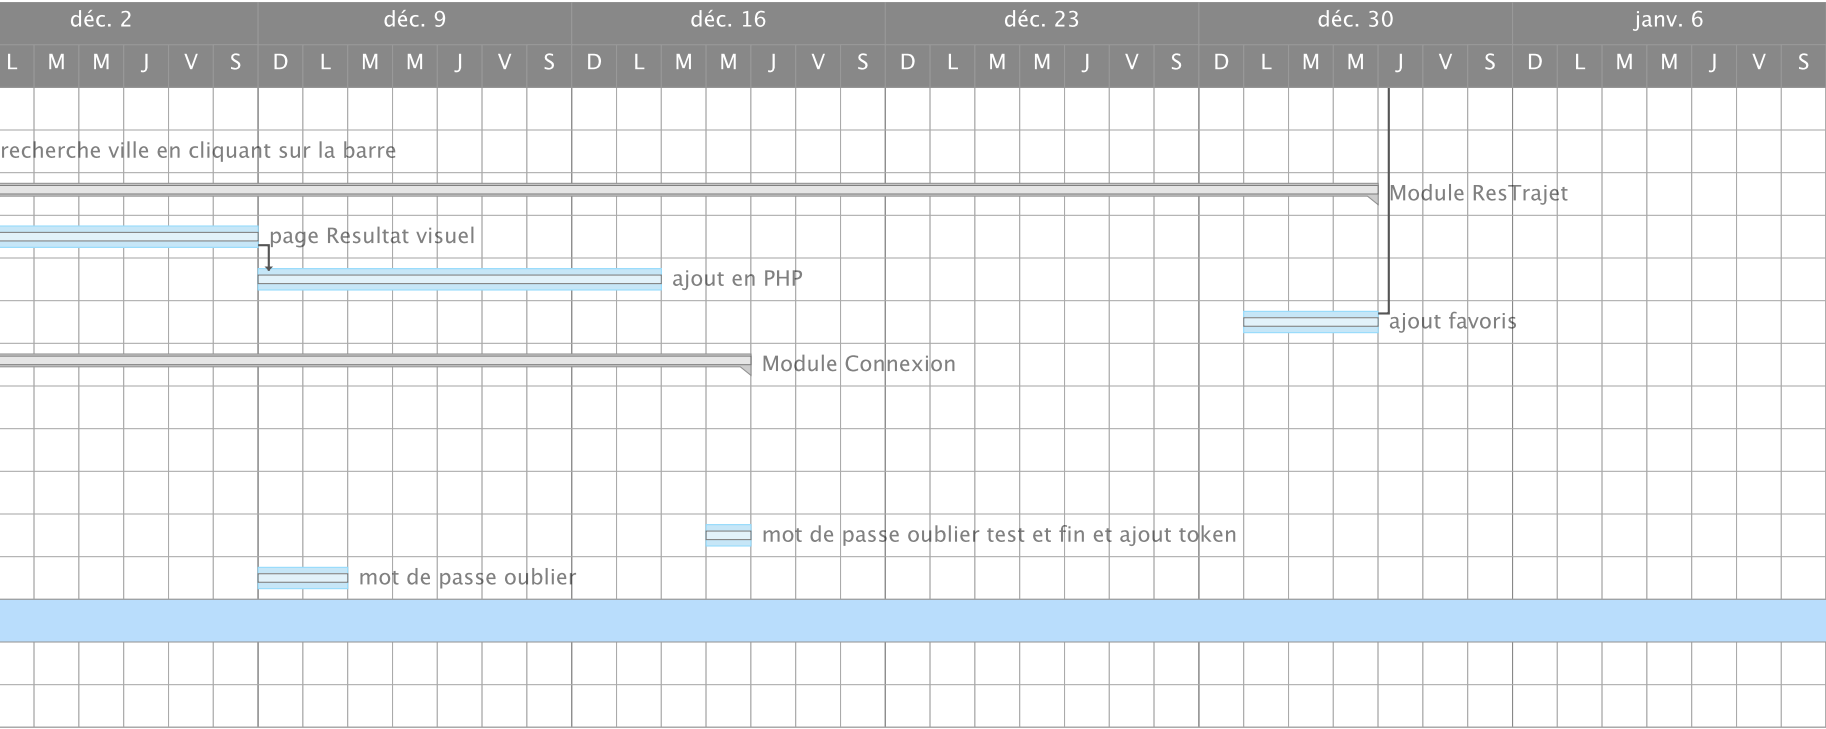 déc. 2 déc. 9 déc. 16 déc. 23 déc. 30 janv. 6
L M M J V S D L M M J V S D L M M J V S D L M M J V S D L M M J V S D L M M J V S
recherche ville en cliquant sur la barre
Module ResTrajet
page Resultat visuel
ajout en PHP
ajout favoris
Module Connexion
mot de passe oublier test et fin et ajout token
mot de passe oublier